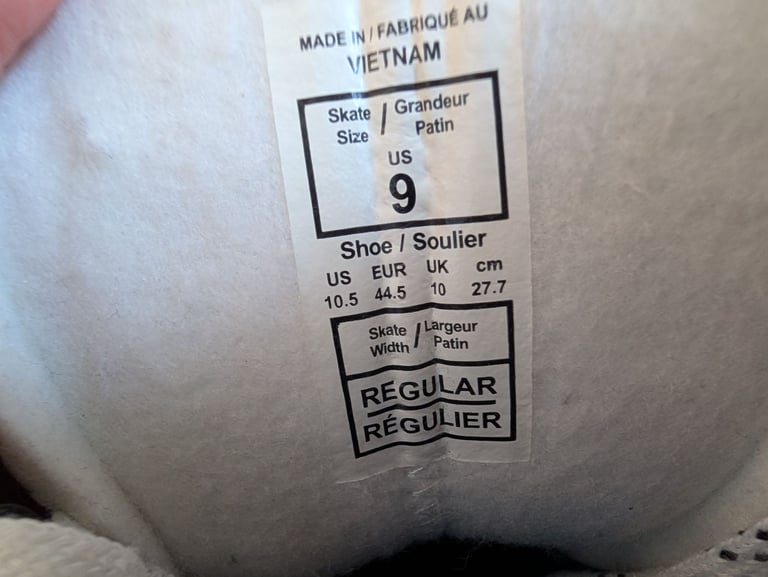 MADE IN / FABRIQUÉ AU
VIETNAM
Skate Size / Grandeur Patin
US
9
Shoe / Soulier
US EUR UK cm
10.5 44.5 10 27.7
Skate Width / Largeur Patin
REGULAR
RÉGULIER